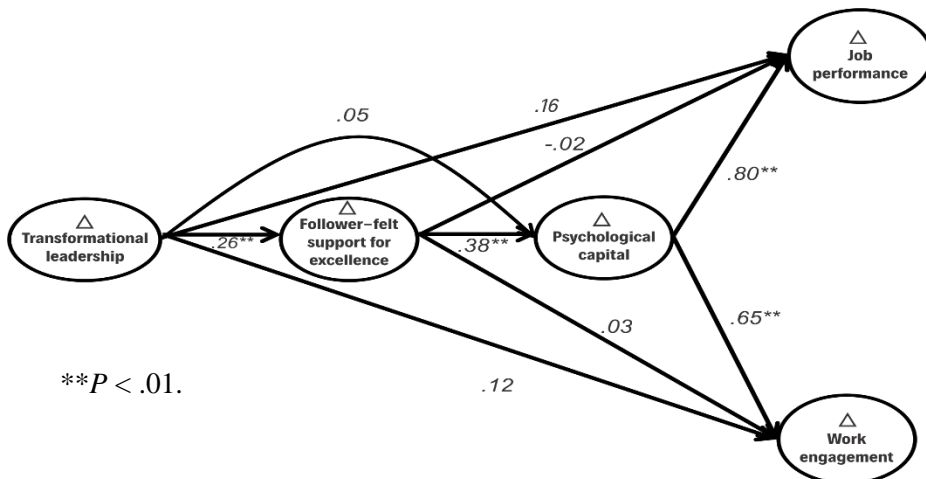 △
Job
performance
.16
.05
-.02
.80**
△
Transformational
leadership
.26**
△
Follower-felt
support for
excellence
.38**
△
Psychological
capital
.65**
.03
.12
**P < .01.
△
Work
engagement